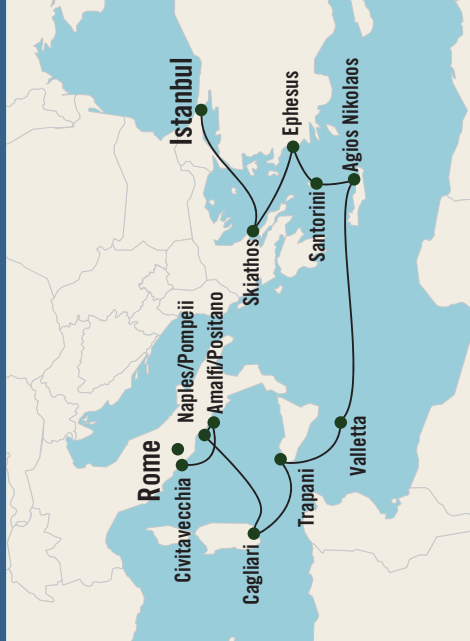 Rome
Civitavecchia
Naples/Pompeii
Amalfi/Positano
Cagliari
Trapani
Valletta
Istanbul
Skiathos
Ephesus
Santorini
Agios Nikolaos